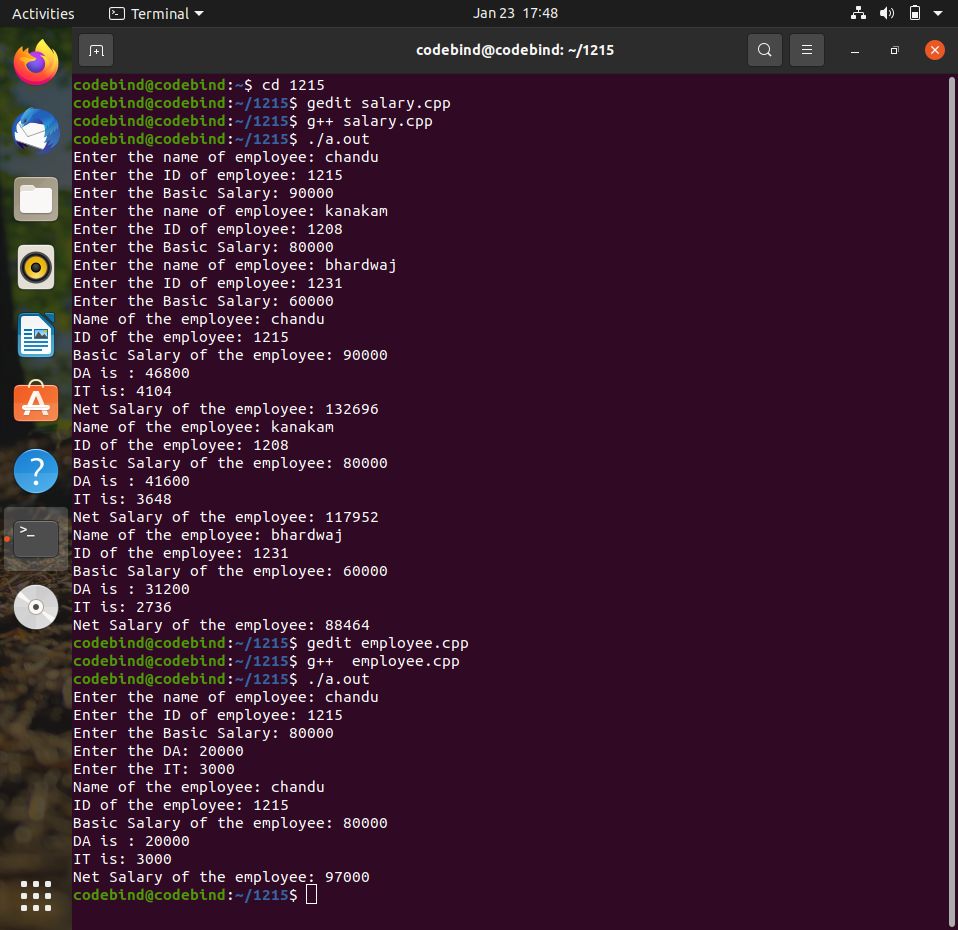 Activities Terminal Jan 23 17:48
codebind@codebind: ~/1215
codebind@codebind:~$ cd 1215
codebind@codebind:~/1215$ gedit salary.cpp
codebind@codebind:~/1215$ g++ salary.cpp
codebind@codebind:~/1215$ ./a.out
Enter the name of employee: chandu
Enter the ID of employee: 1215
Enter the Basic Salary: 90000
Enter the name of employee: kanakam
Enter the ID of employee: 1208
Enter the Basic Salary: 80000
Enter the name of employee: bhardwaj
Enter the ID of employee: 1231
Enter the Basic Salary: 60000
Name of the employee: chandu
ID of the employee: 1215
Basic Salary of the employee: 90000
DA is : 46800
IT is: 4104
Net Salary of the employee: 132696
Name of the employee: kanakam
ID of the employee: 1208
Basic Salary of the employee: 80000
DA is : 41600
IT is: 3648
Net Salary of the employee: 117952
Name of the employee: bhardwaj
ID of the employee: 1231
Basic Salary of the employee: 60000
DA is : 31200
IT is: 2736
Net Salary of the employee: 88464
codebind@codebind:~/1215$ gedit employee.cpp
codebind@codebind:~/1215$ g++  employee.cpp
codebind@codebind:~/1215$ ./a.out
Enter the name of employee: chandu
Enter the ID of employee: 1215
Enter the Basic Salary: 80000
Enter the DA: 20000
Enter the IT: 3000
Name of the employee: chandu
ID of the employee: 1215
Basic Salary of the employee: 80000
DA is : 20000
IT is: 3000
Net Salary of the employee: 97000
codebind@codebind:~/1215$